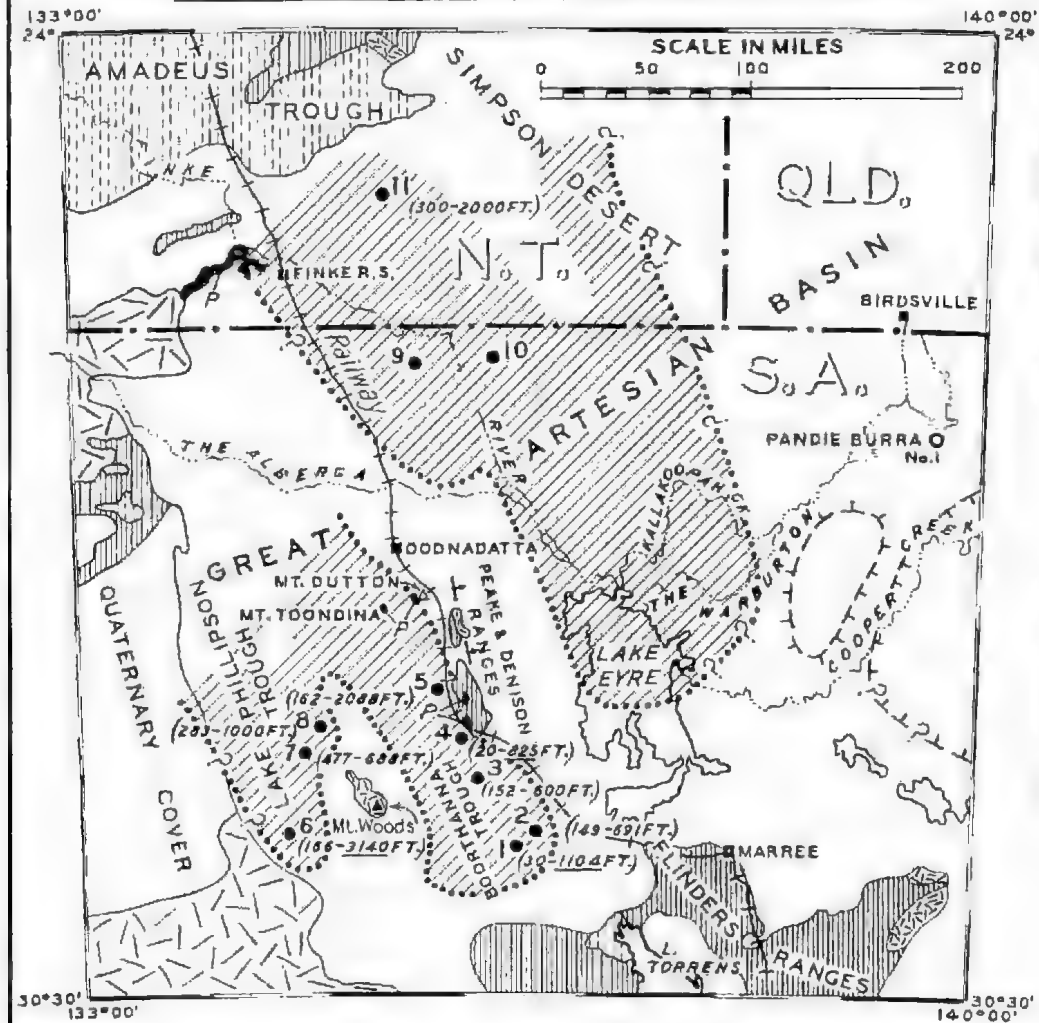 133°00'
140°00'
24°
24°
SCALE IN MILES
0 50 100 200
AMADEUS
TROUGH
SIMPSON
DESERT
NKE
11
(300-2000FT.)
N.T.
QLD.
FINKE R.S.
P
BASIN
BIRDSVILLE
Railway
9
10
S.A.
ARTESIAN
PANDIE BURRA
No.1
RIVER
THE ALBERGA
KALLAKOOPAH CK
GREAT
OODNADATTA
MT. DUTTON
MT. TOONDINA
PEAKE & DENISON
RANGES
THE WARBURTON
COOPER CREEK
QUATERNARY
COVER
LAKE PHILLIPSON
TROUGH
LAKE
EYRE
5
(162-2068FT.)
(283-1000FT.)
8
4
(20-825FT.)
7
(477-688FT.)
3
(152-600FT.)
Mt. Woods
BOORTHANNA
TROUGH
6
(166-3140FT.)
2
(149-691FT.)
1
(30-1104FT.)
MARREE
FLINDERS
RANGES
L.
TORRENS
30°30'
133°00'
30°30'
140°00'